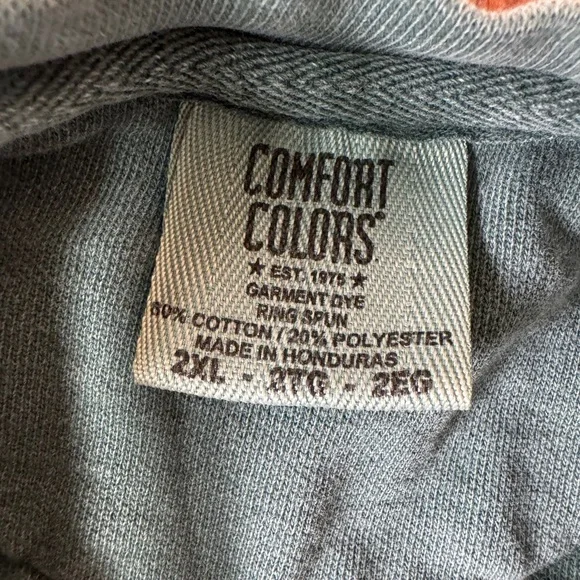 COMFORT
COLORS®
★ EST. 1975 ★
GARMENT DYE
RING SPUN
80% COTTON / 20% POLYESTER
MADE IN HONDURAS
2XL - 2TG - 2EG